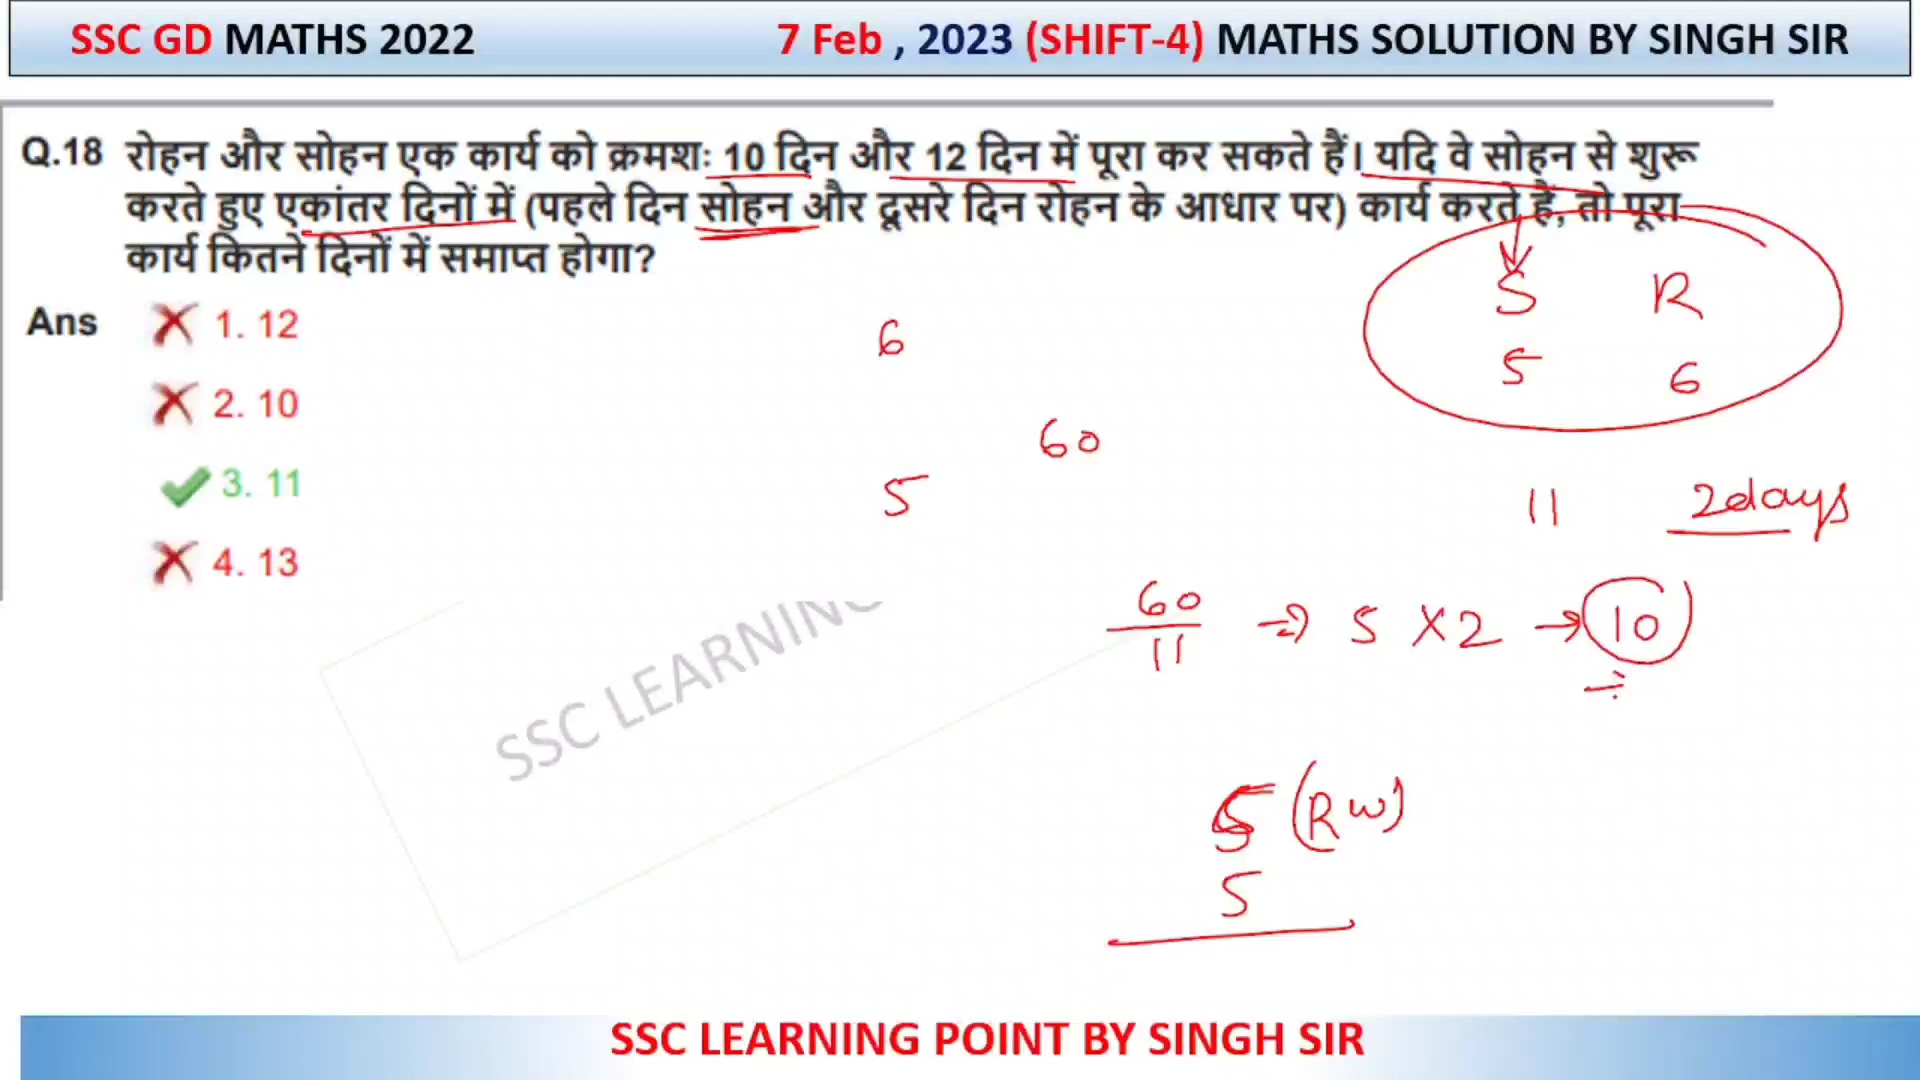 SSC GD MATHS 2022 7 Feb , 2023 (SHIFT-4) MATHS SOLUTION BY SINGH SIR
Q.18 रोहन और सोहन एक कार्य को क्रमशः 10 दिन और 12 दिन में पूरा कर सकते हैं। यदि वे सोहन से शुरू
करते हुए एकांतर दिनों में (पहले दिन सोहन और दूसरे दिन रोहन के आधार पर) कार्य करते हैं, तो पूरा
कार्य कितने दिनों में समाप्त होगा?
Ans 1. 12
2. 10
3. 11
4. 13
S R
5 6
6
60
5
11 2days
60
11
5 X2 → 10
5 (RW)
5
SSC LEARNING
SSC LEARNING POINT BY SINGH SIR